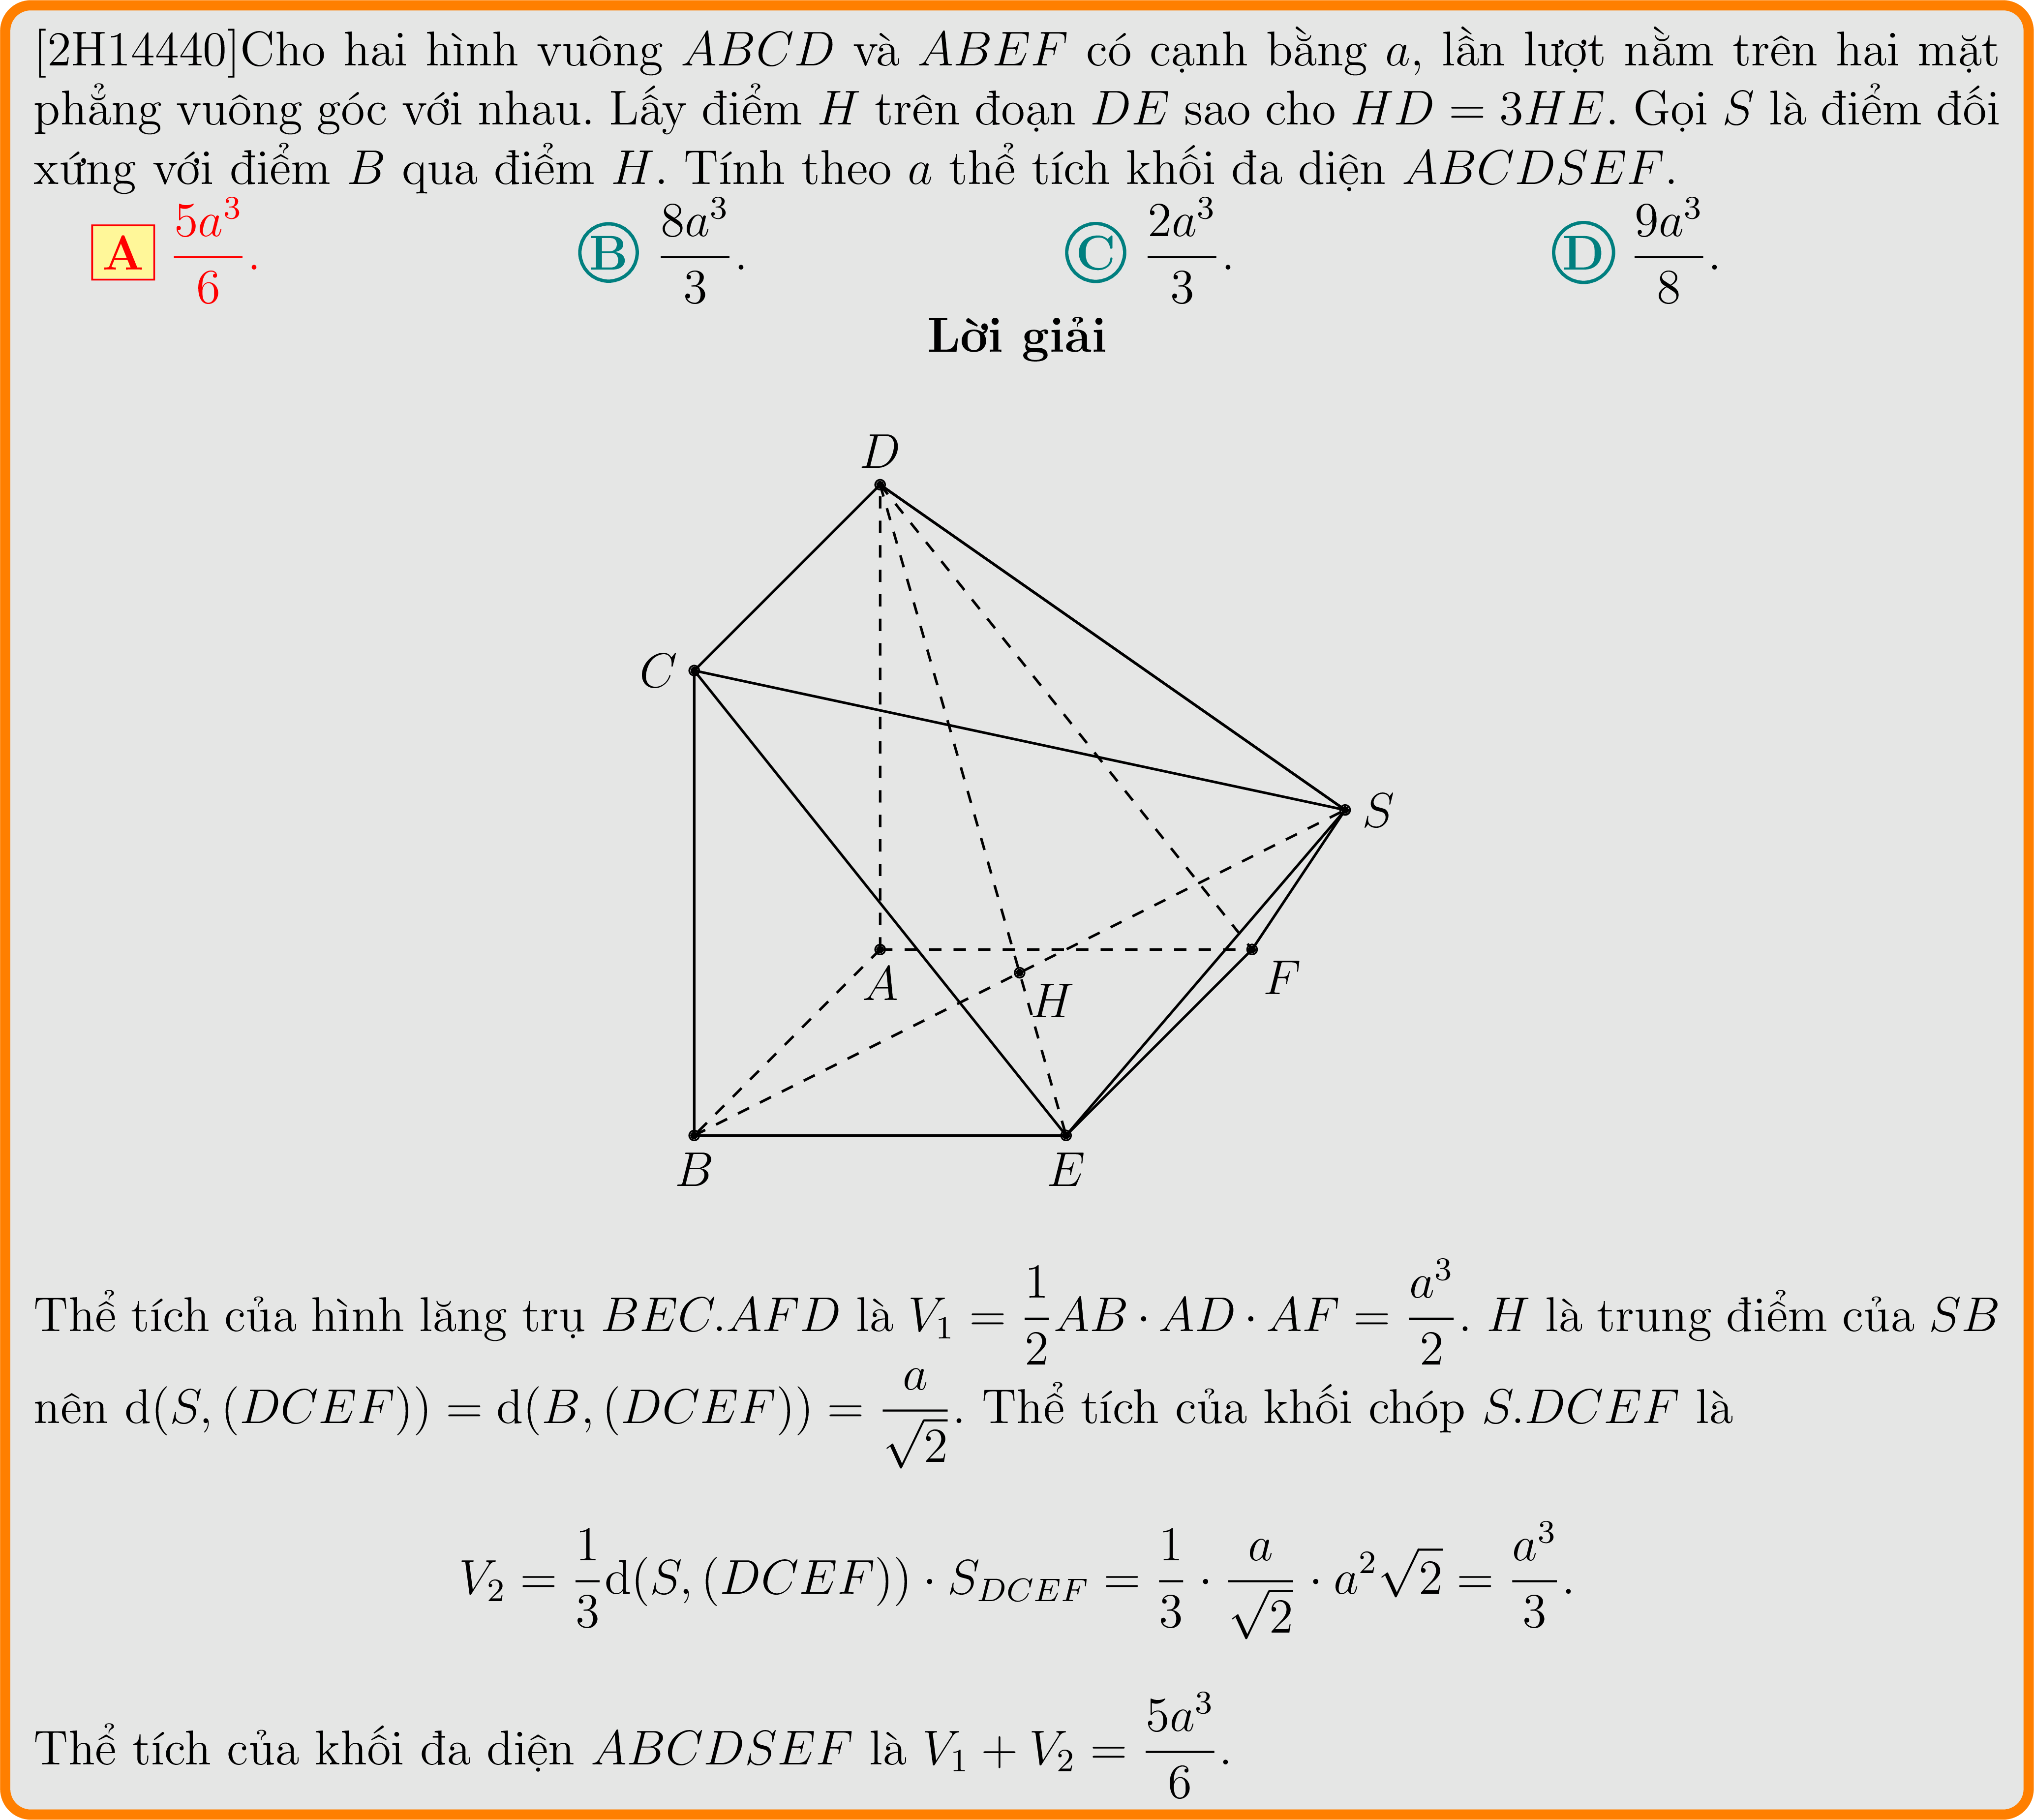 [2H14440]Cho hai hình vuông ABCD và ABEF có cạnh bằng a, lần lượt nằm trên hai mặt
phẳng vuông góc với nhau. Lấy điểm H trên đoạn DE sao cho HD = 3HE. Gọi S là điểm đối
xứng với điểm B qua điểm H. Tính theo a thể tích khối đa diện ABCDSEF.
A $\frac{5a^3}{6}$. B $\frac{8a^3}{3}$. C $\frac{2a^3}{3}$. D $\frac{9a^3}{8}$.
Lời giải
D
C
S
A
H
F
B
E
Thể tích của hình lăng trụ BEC.AFD là $V_1 = \frac{1}{2}AB \cdot AD \cdot AF = \frac{a^3}{2}$. H là trung điểm của SB
nên $d(S, (DCEF)) = d(B, (DCEF)) = \frac{a}{\sqrt{2}}$. Thể tích của khối chóp S.DCEF là
$V_2 = \frac{1}{3}d(S, (DCEF)) \cdot S_{DCEF} = \frac{1}{3} \cdot \frac{a}{\sqrt{2}} \cdot a^2\sqrt{2} = \frac{a^3}{3}$.
Thể tích của khối đa diện ABCDSEF là $V_1 + V_2 = \frac{5a^3}{6}$.